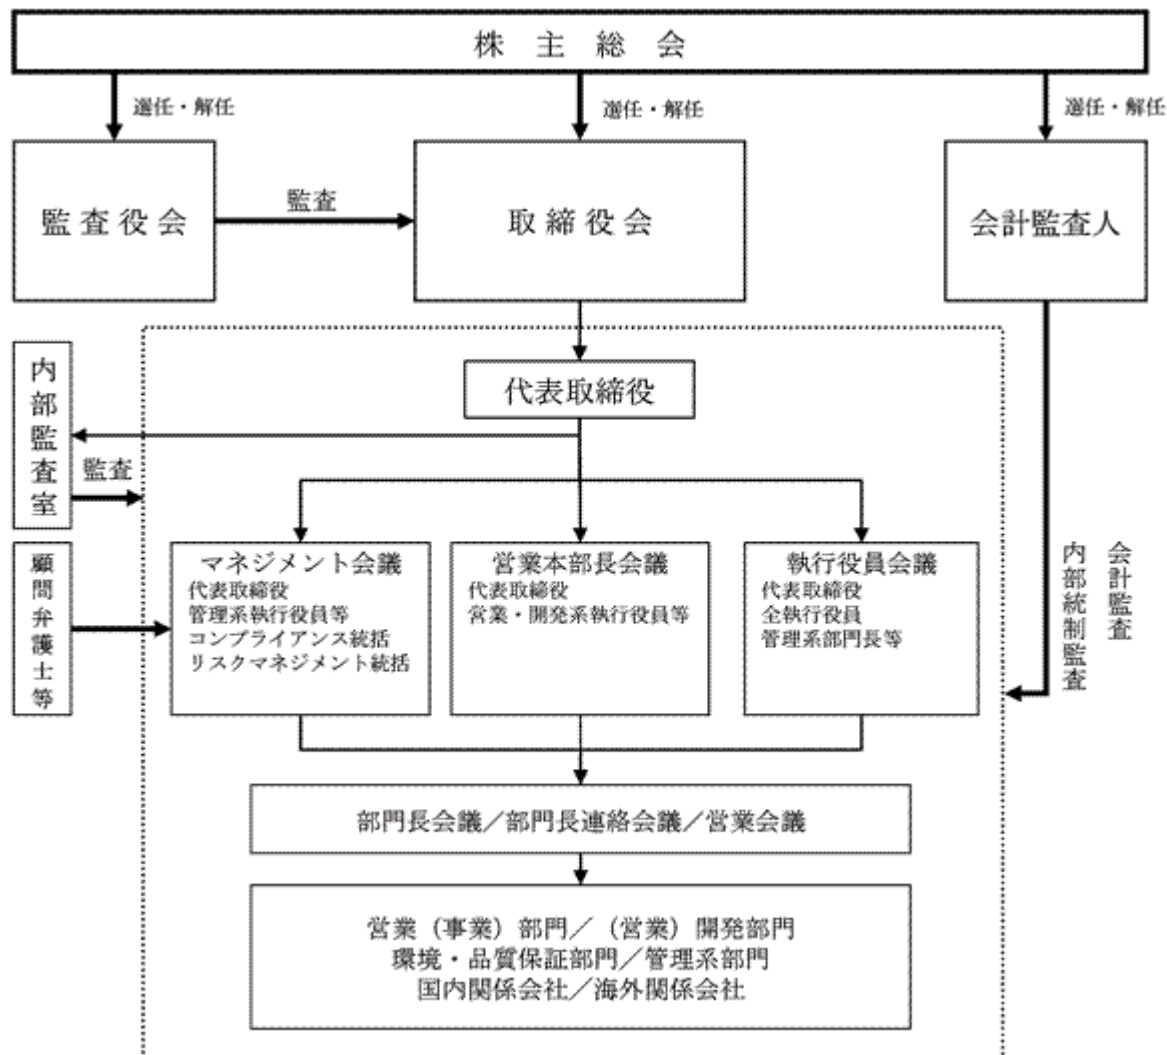 株主総会
選任・解任
選任・解任
選任・解任
監査役会
監査
取締役会
会計監査人
代表取締役
内部監査室
監査
顧問弁護士等
マネジメント会議
代表取締役
管理系執行役員等
コンプライアンス統括
リスクマネジメント統括
営業本部長会議
代表取締役
営業・開発系執行役員等
執行役員会議
代表取締役
全執行役員
管理系部門長等
会計監査
内部統制監査
部門長会議／部門長連絡会議／営業会議
営業（事業）部門／（営業）開発部門
環境・品質保証部門／管理系部門
国内関係会社／海外関係会社